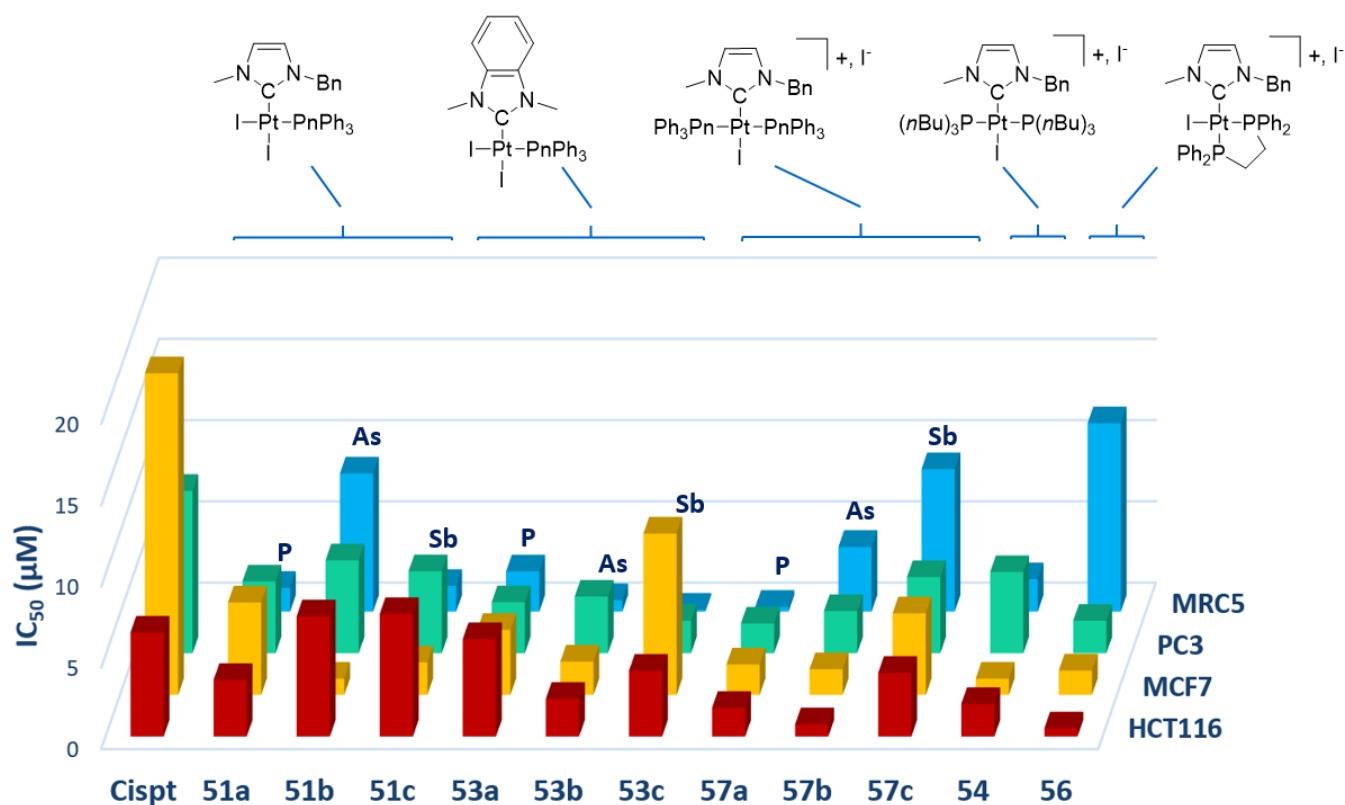 N N Bn
C
I Pt PnPh3
I
N N
C
I Pt PnPh3
I
+, I-
N N Bn
C
Ph3Pn Pt PnPh3
I
+, I-
N N Bn
C
(nBu)3P Pt P(nBu)3
I
+, I-
N N Bn
C
I Pt PPh2
Ph2P
IC50 (µM)
20
15
10
5
0
P
As
Sb
P
As
Sb
P
As
Sb
MRC5
PC3
MCF7
HCT116
Cispt 51a 51b 51c 53a 53b 53c 57a 57b 57c 54 56